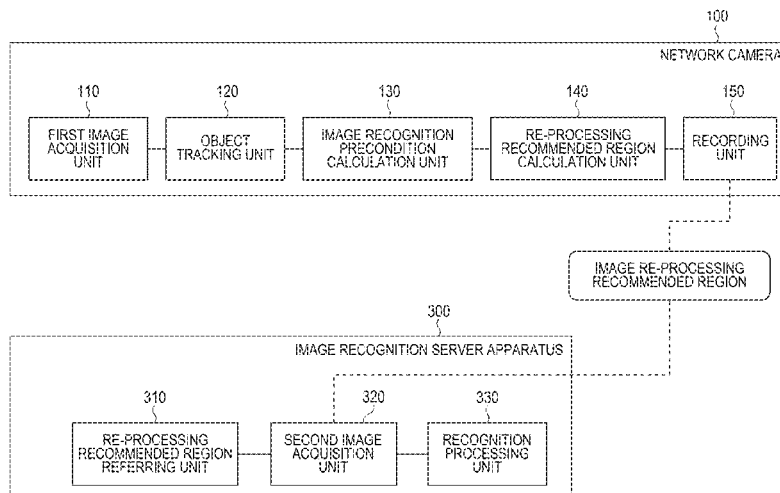 100
NETWORK CAMERA
110
120
130
140
150
FIRST IMAGE
ACQUISITION
UNIT
OBJECT
TRACKING UNIT
IMAGE RECOGNITION
PRECONDITION
CALCULATION UNIT
RE-PROCESSING
RECOMMENDED REGION
CALCULATION UNIT
RECORDING
UNIT
IMAGE RE-PROCESSING
RECOMMENDED REGION
300
IMAGE RECOGNITION SERVER APPARATUS
310
320
330
RE-PROCESSING
RECOMMENDED REGION
REFERRING UNIT
SECOND IMAGE
ACQUISITION
UNIT
RECOGNITION
PROCESSING
UNIT